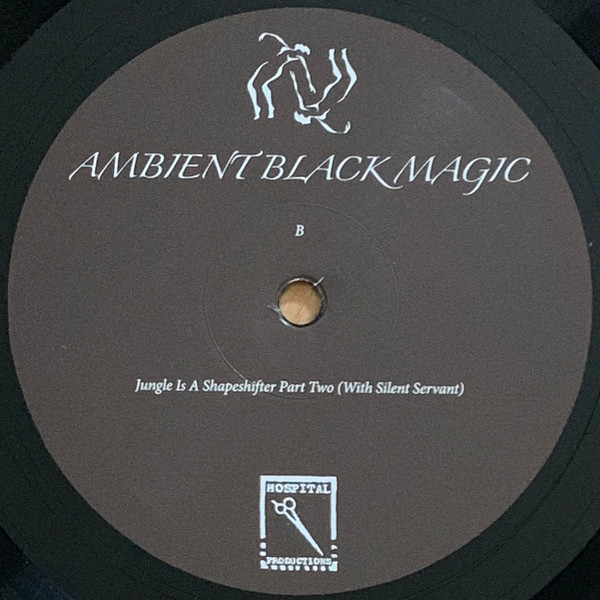 AMBIENT BLACK MAGIC
B
Jungle Is A Shapeshifter Part Two (With Silent Servant)
HOSPITAL
PRODUCTIONS